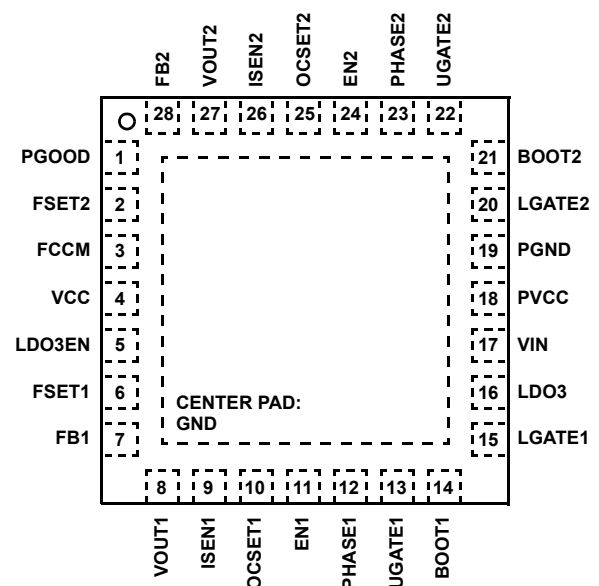 FB2 VOUT2 ISEN2 OCSET2 EN2 PHASE2 UGATE2
28 27 26 25 24 23 22
PGOOD 1
FSET2 2
FCCM 3
VCC 4
LDO3EN 5
FSET1 6
FB1 7
21 BOOT2
20 LGATE2
19 PGND
18 PVCC
17 VIN
16 LDO3
15 LGATE1
CENTER PAD:
GND
8 9 10 11 12 13 14
VOUT1 ISEN1 OCSET1 EN1 PHASE1 UGATE1 BOOT1